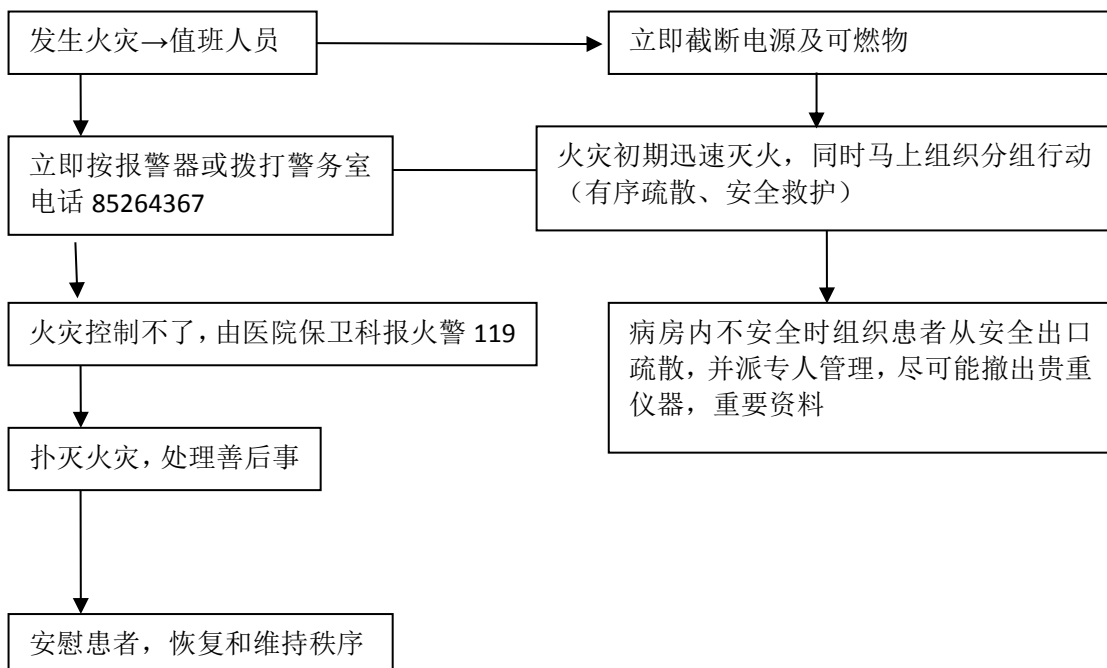 发生火灾→值班人员
立即截断电源及可燃物
立即按报警器或拨打警务室
电话 85264367
火灾初期迅速灭火，同时马上组织分组行动
（有序疏散、安全救护）
火灾控制不了，由医院保卫科报火警 119
病房内不安全时组织患者从安全出口
疏散，并派专人管理，尽可能撤出贵重
仪器，重要资料
扑灭火灾，处理善后事
安慰患者，恢复和维持秩序